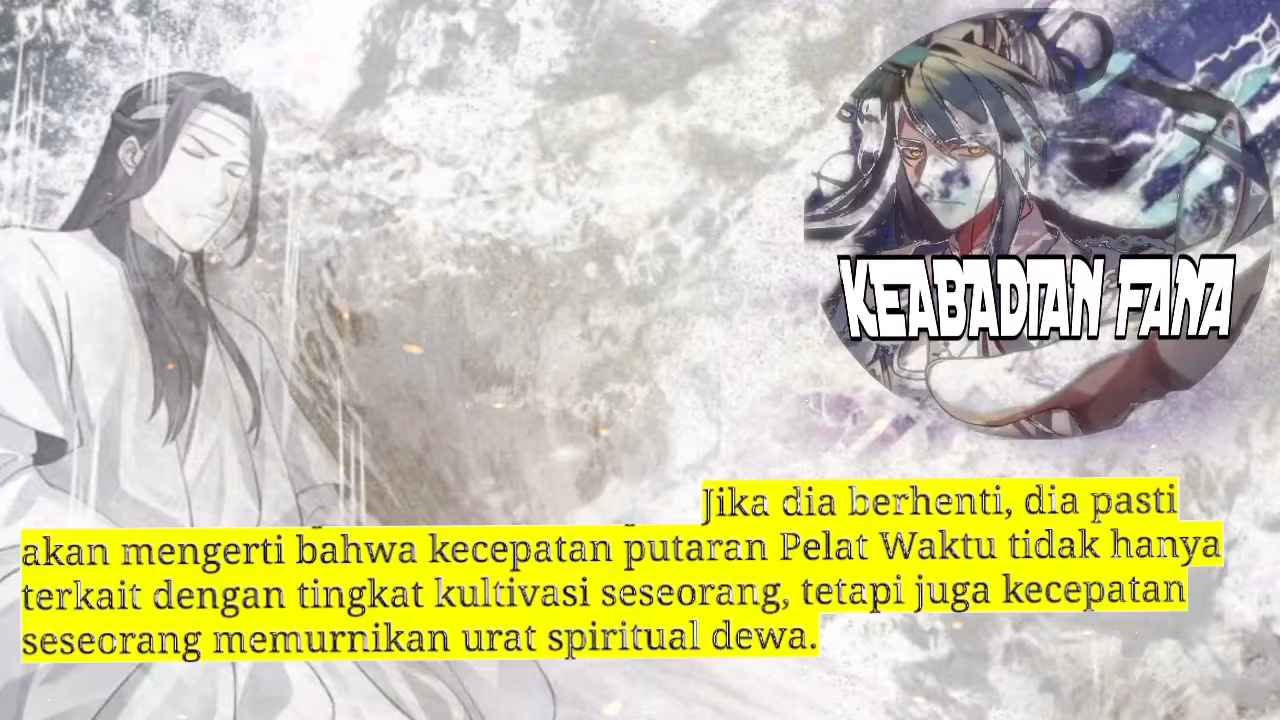 KEABADIAN FANA
Jika dia berhenti, dia pasti
akan mengerti bahwa kecepatan putaran Pelat Waktu tidak hanya
terkait dengan tingkat kultivasi seseorang, tetapi juga kecepatan
seseorang memurnikan urat spiritual dewa.